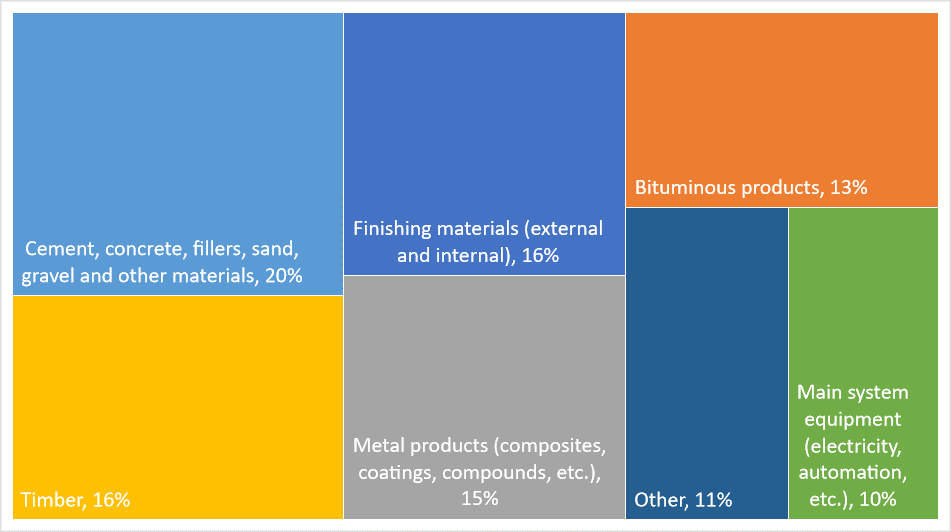 Cement, concrete, fillers, sand,
gravel and other materials, 20%
Timber, 16%
Finishing materials (external
and internal), 16%
Metal products (composites,
coatings, compounds, etc.),
15%
Bituminous products, 13%
Other, 11%
Main system
equipment
(electricity,
automation,
etc.), 10%